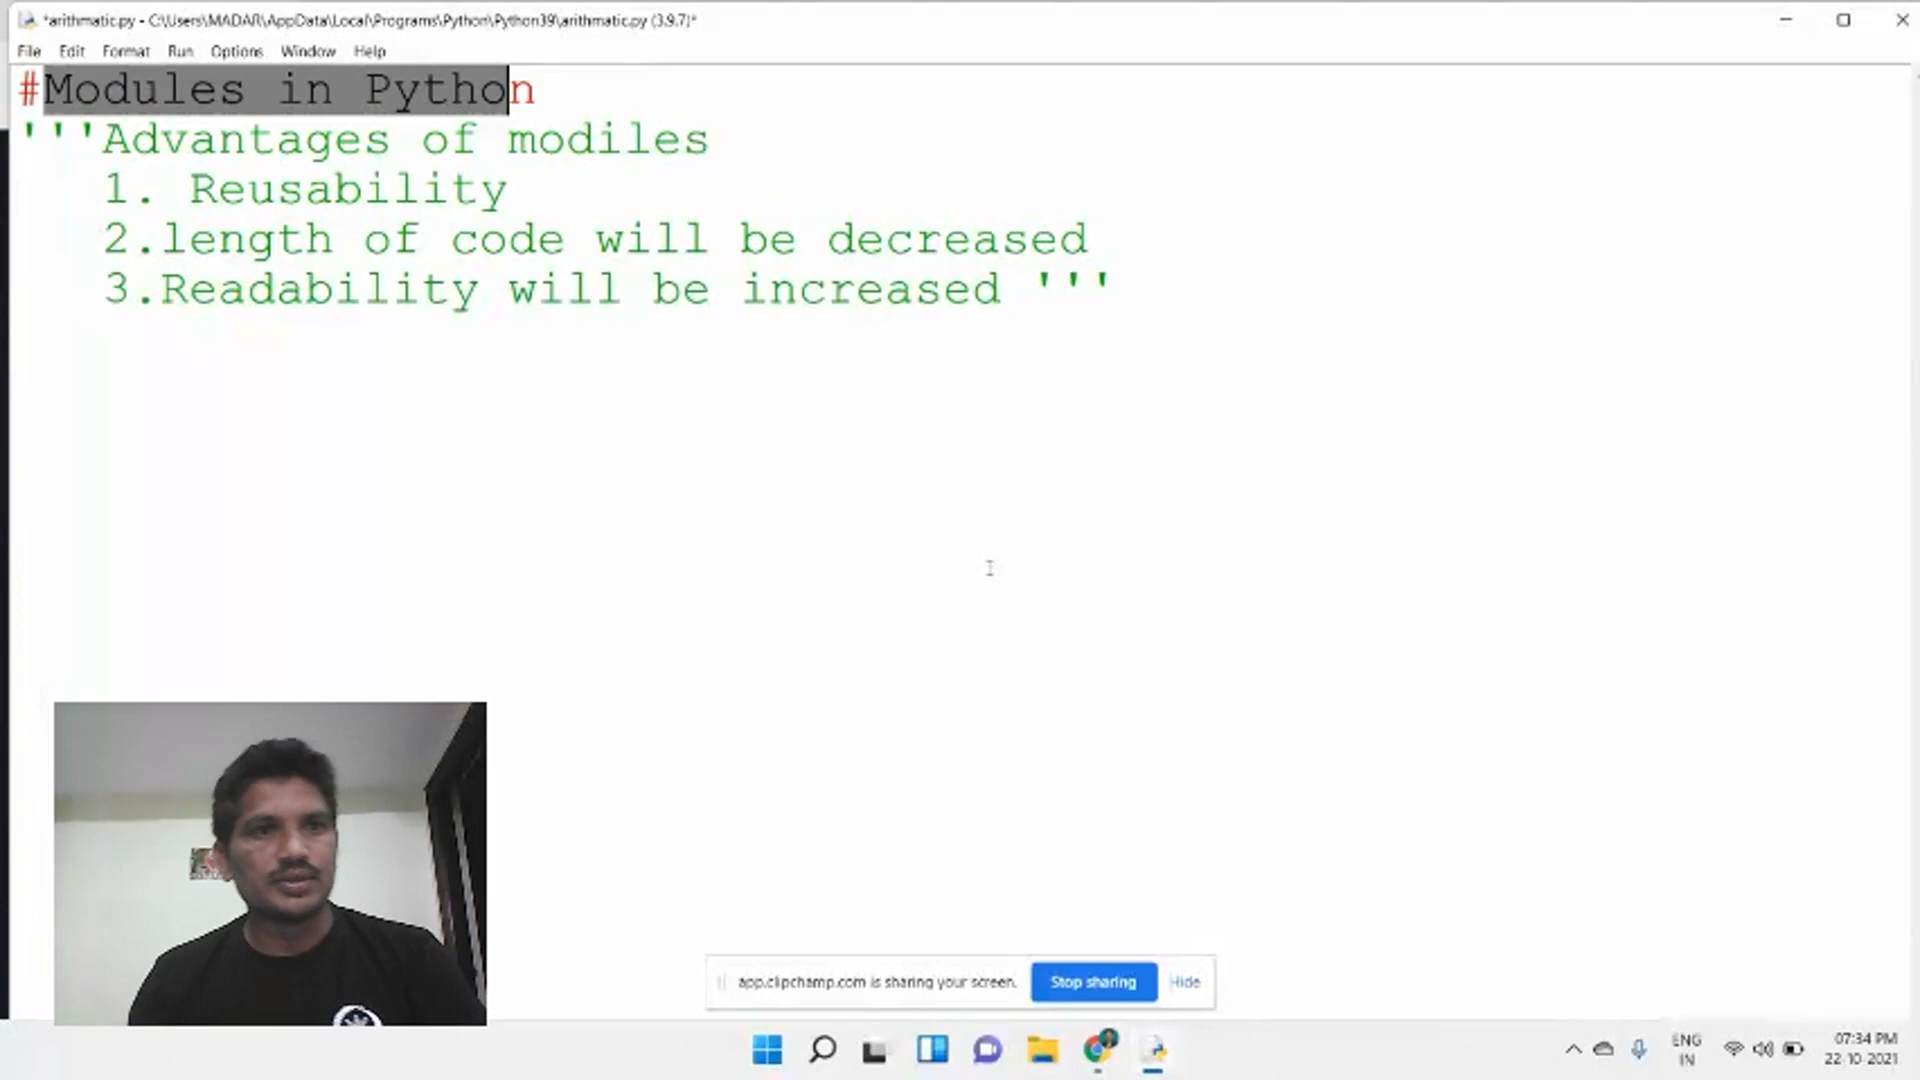 *arithmatic.py - C:\Users\MADAR\AppData\Local\Programs\Python\Python39\arithmatic.py (3.9.7)*
File Edit Format Run Options Window Help
#Modules in Python
'''Advantages of modiles
1. Reusability
2.length of code will be decreased
3.Readability will be increased '''
app.clipchamp.com is sharing your screen. Stop sharing Hide
ENG 07:34 PM
IN 22-10-2021